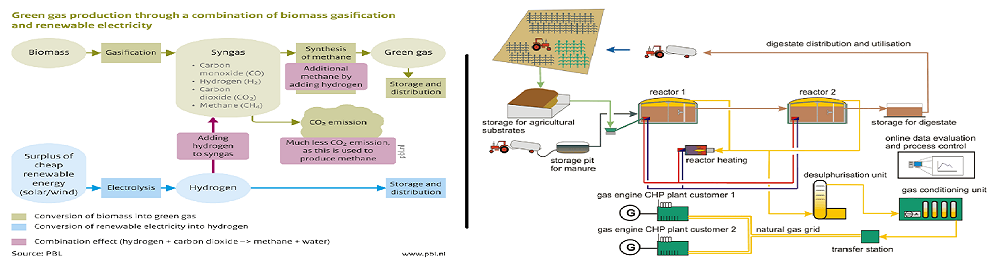 Green gas production through a combination of biomass gasification
and renewable electricity
Biomass
Gasification
Syngas
• Carbon
monoxide (CO)
• Hydrogen (H₂)
• Carbon
dioxide (CO₂)
• Methane (CH₄)
Synthesis
of methane
Additional
methane by
adding hydrogen
Green gas
Storage and
distribution
CO₂ emission
Much less CO₂ emission,
as this is used to
produce methane
pbl.nl
Adding
hydrogen
to syngas
Surplus of
cheap
renewable
energy
(solar/wind)
Electrolysis
Hydrogen
Storage and
distribution
Conversion of biomass into green gas
Conversion of renewable electricity into hydrogen
Combination effect (hydrogen + carbon dioxide —> methane + water)
Source: PBL
www.pbl.nl
digestate distribution and utilisation
reactor 1
reactor 2
storage for agricultural
substrates
storage for digestate
storage pit
for manure
reactor heating
online data evaluation
and process control
desulphurisation unit
gas conditioning unit
gas engine CHP plant customer 1
G
gas engine CHP plant customer 2
G
natural gas grid
transfer station